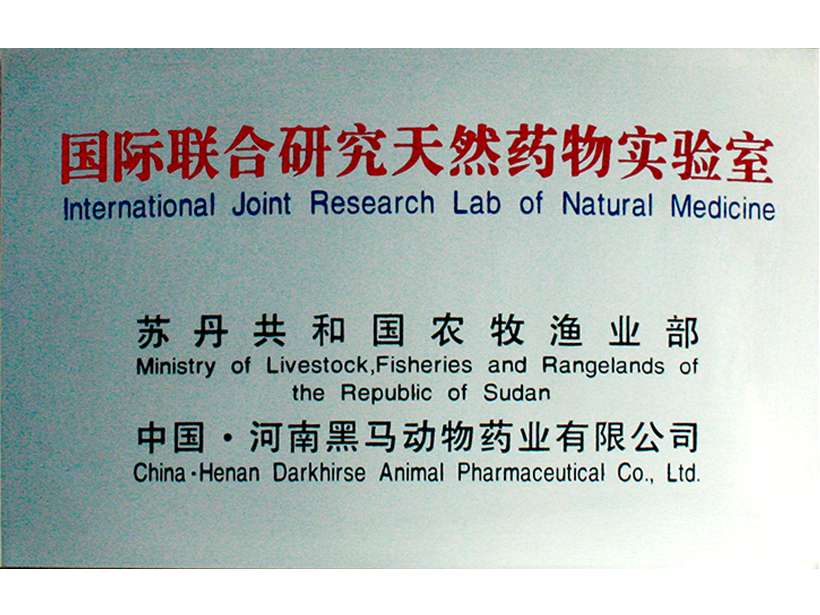 国际联合研究天然药物实验室
International Joint Research Lab of Natural Medicine
苏丹共和国农牧渔业部
Ministry of Livestock,Fisheries and Rangelands of
the Republic of Sudan
中国·河南黑马动物药业有限公司
China·Henan Darkhirse Animal Pharmaceutical Co., Ltd.